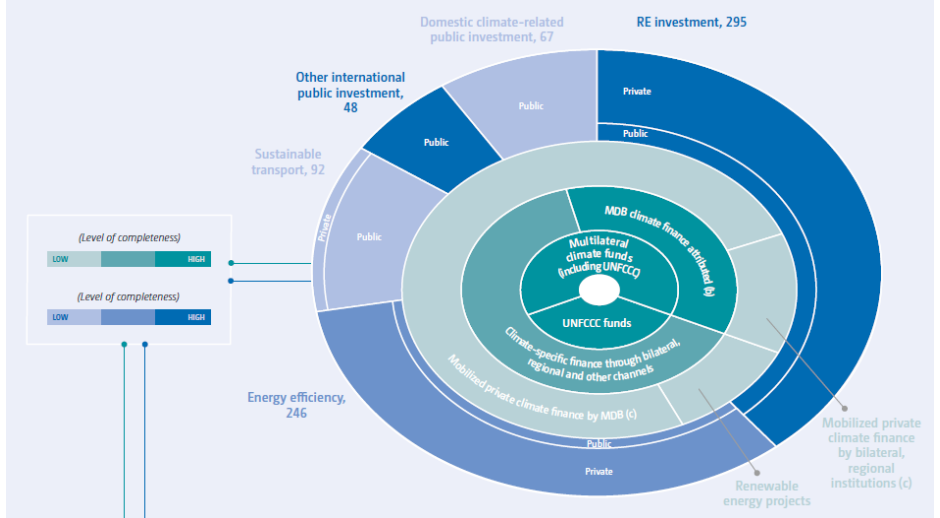 Domestic climate-related
public investment, 67
RE investment, 295
Other international
public investment,
48
Sustainable
transport, 92
Private
Public
Public
Public
Private
Public
(Level of completeness)
LOW
HIGH
(Level of completeness)
LOW
HIGH
MDB climate finance attributed (b)
Multilateral
climate funds
(including UNFCCC)
UNFCCC funds
Climate-specific finance through bilateral,
regional and other channels
Mobilized private climate finance by MDB (c)
Energy efficiency,
246
Public
Private
Mobilized private
climate finance
by bilateral,
regional
institutions (c)
Renewable
energy projects